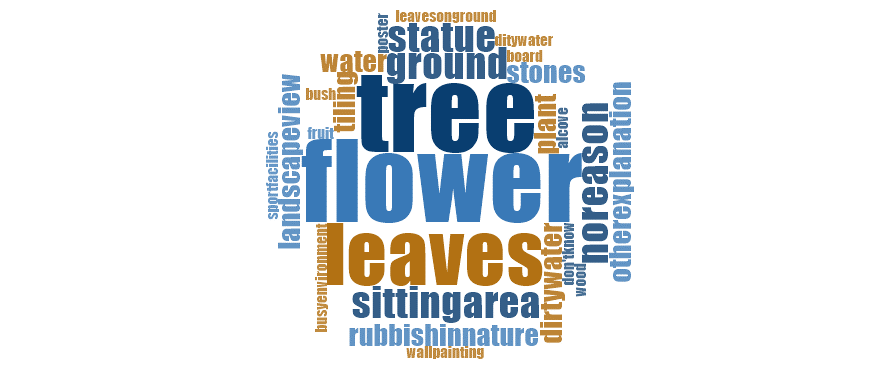 leavesonground
poster
statue
ditywater
water
ground
board
stones
tiling
bush
tree
plant
alcove
landscapeview
fruit
sportfacilities
flower
noreason
otherexplanation
leaves
busyenvironment
dirtywater
don'tknow
wood
sittingarea
rubbishinnature
wallpainting